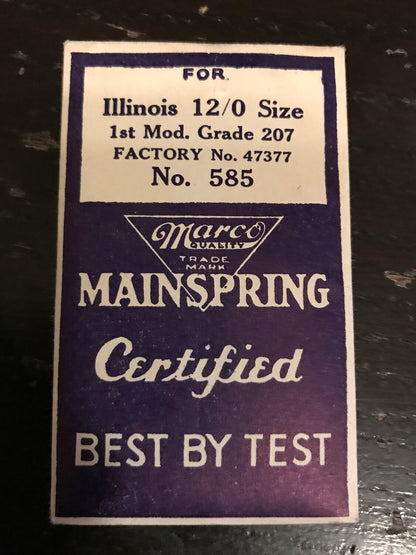 FOR.
Illinois 12/0 Size
1st Mod. Grade 207
FACTORY No. 47377
No. 585
Marco
QUALITY
TRADE
MARK
MAINSPRING
Certified
BEST BY TEST